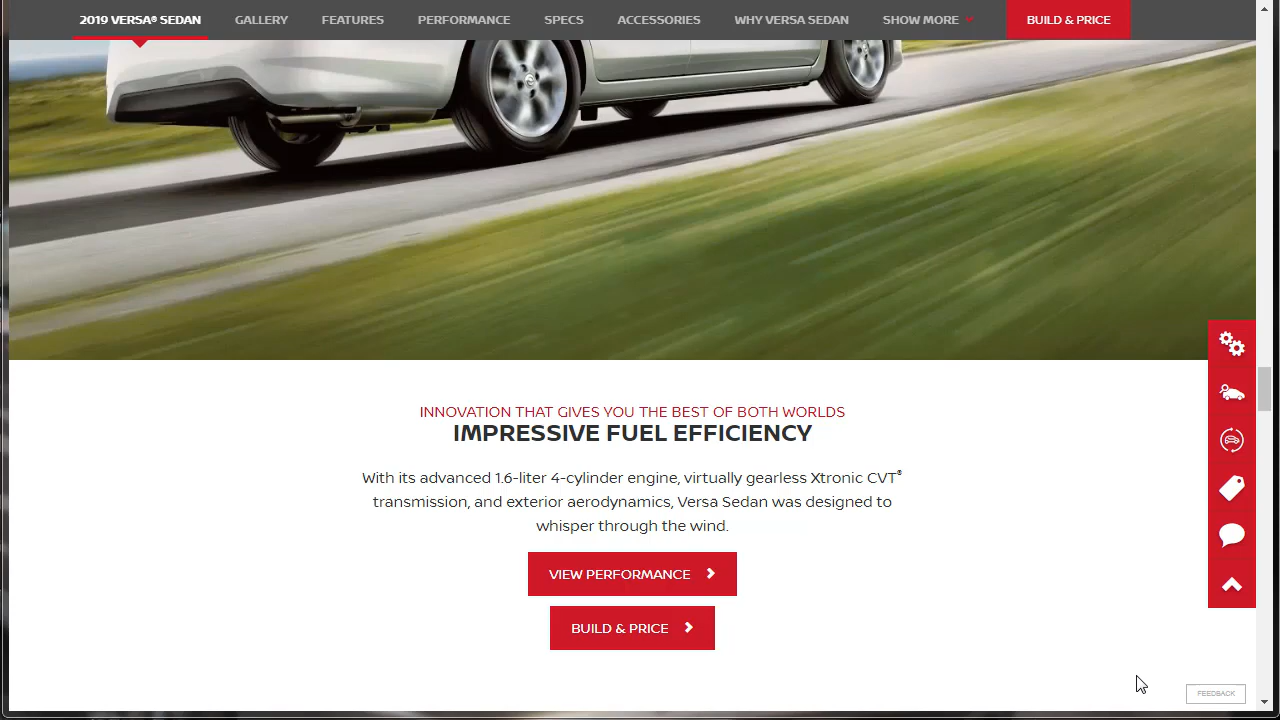 2019 VERSA® SEDAN GALLERY FEATURES PERFORMANCE SPECS ACCESSORIES WHY VERSA SEDAN SHOW MORE BUILD & PRICE
INNOVATION THAT GIVES YOU THE BEST OF BOTH WORLDS
IMPRESSIVE FUEL EFFICIENCY
With its advanced 1.6-liter 4-cylinder engine, virtually gearless Xtronic CVT®
transmission, and exterior aerodynamics, Versa Sedan was designed to
whisper through the wind.
VIEW PERFORMANCE
BUILD & PRICE
FEEDBACK